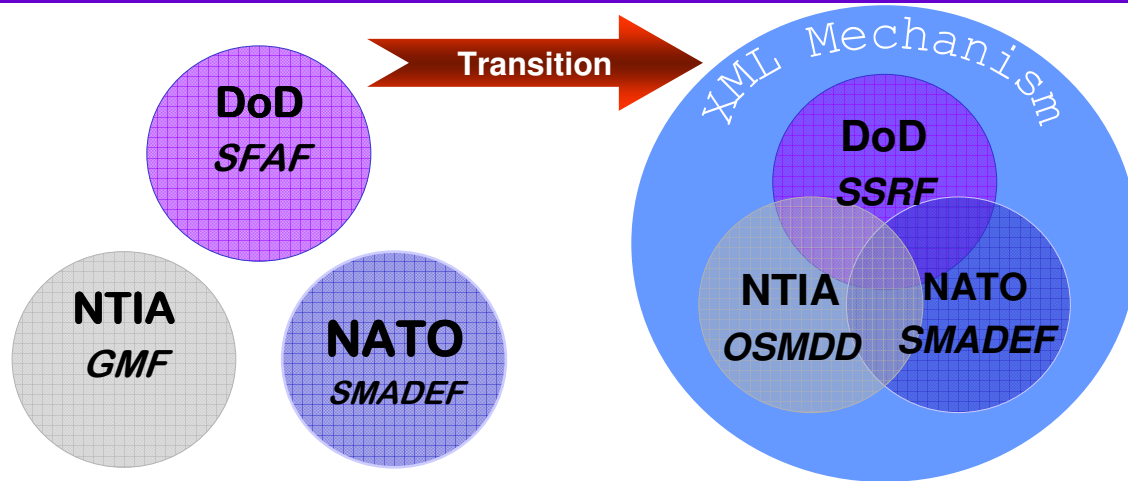 DoD
SFAF
NTIA
GMF
NATO
SMADEF
Transition
XML Mechanism
DoD
SSRF
NTIA
OSMDD
NATO
SMADEF